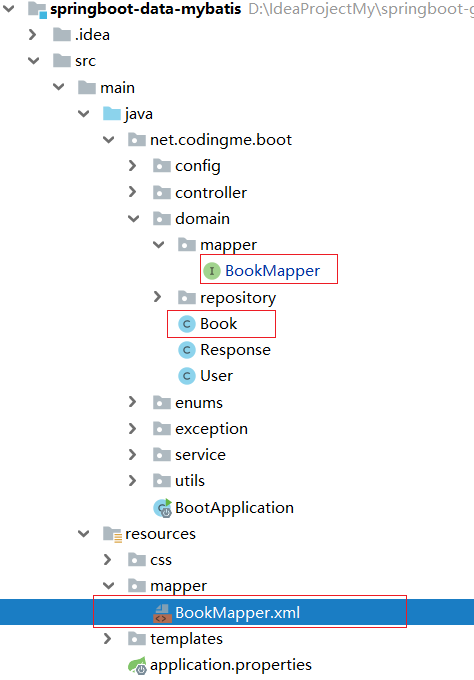 springboot-data-mybatis D:\IdeaProjectMy\springboot-g
.idea
src
main
java
net.codingme.boot
config
controller
domain
mapper
I BookMapper
repository
C Book
C Response
C User
enums
exception
service
utils
BootApplication
resources
css
mapper
BookMapper.xml
templates
application.properties